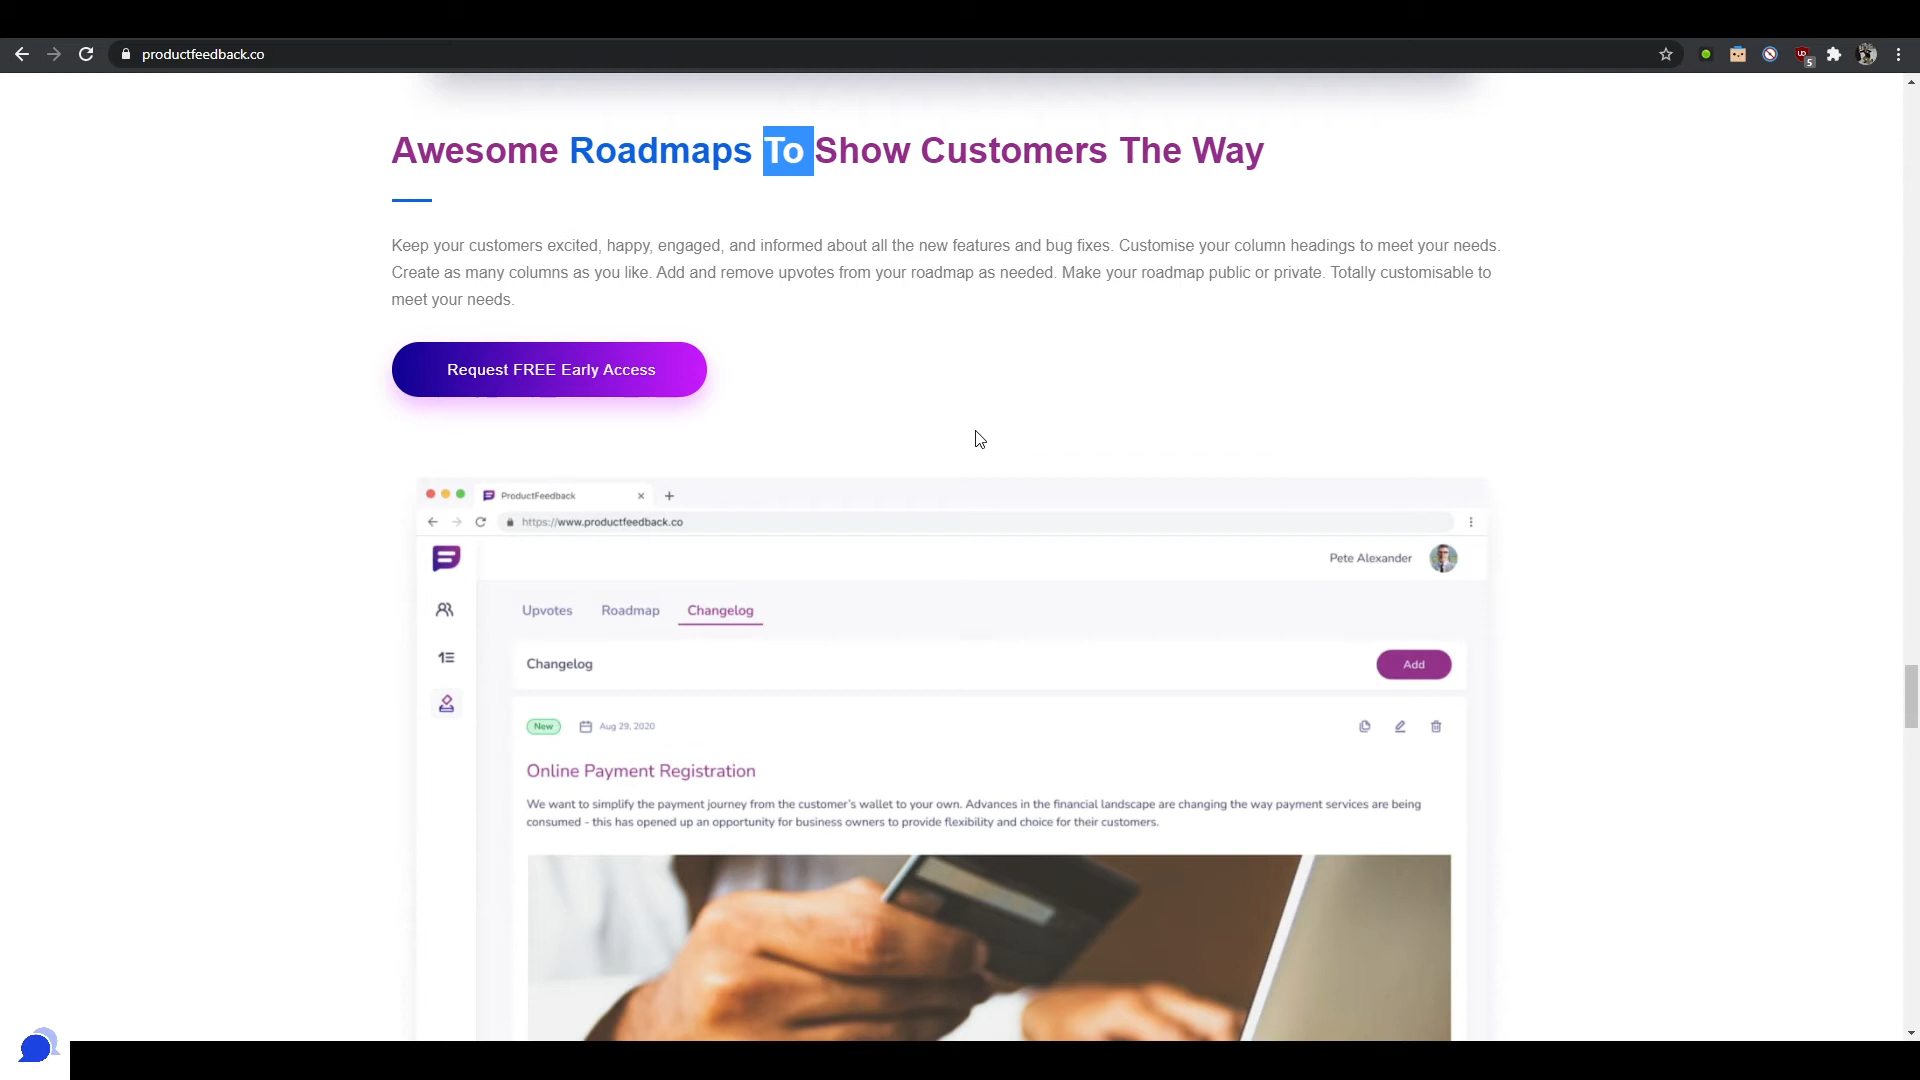 productfeedback.co
5
Awesome Roadmaps To Show Customers The Way
Keep your customers excited, happy, engaged, and informed about all the new features and bug fixes. Customise your column headings to meet your needs.
Create as many columns as you like. Add and remove upvotes from your roadmap as needed. Make your roadmap public or private. Totally customisable to
meet your needs.
Request FREE Early Access
ProductFeedback
https://www.productfeedback.co
Pete Alexander
Upvotes Roadmap Changelog
Changelog
Add
New Aug 29, 2020
Online Payment Registration
We want to simplify the payment journey from the customer's wallet to your own. Advances in the financial landscape are changing the way payment services are being
consumed - this has opened up an opportunity for business owners to provide flexibility and choice for their customers.